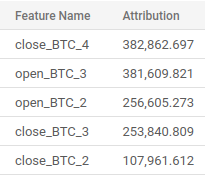 Feature Name Attribution
close_BTC_4 382,862.697
open_BTC_3 381,609.821
open_BTC_2 256,605.273
close_BTC_3 253,840.809
close_BTC_2 107,961.612